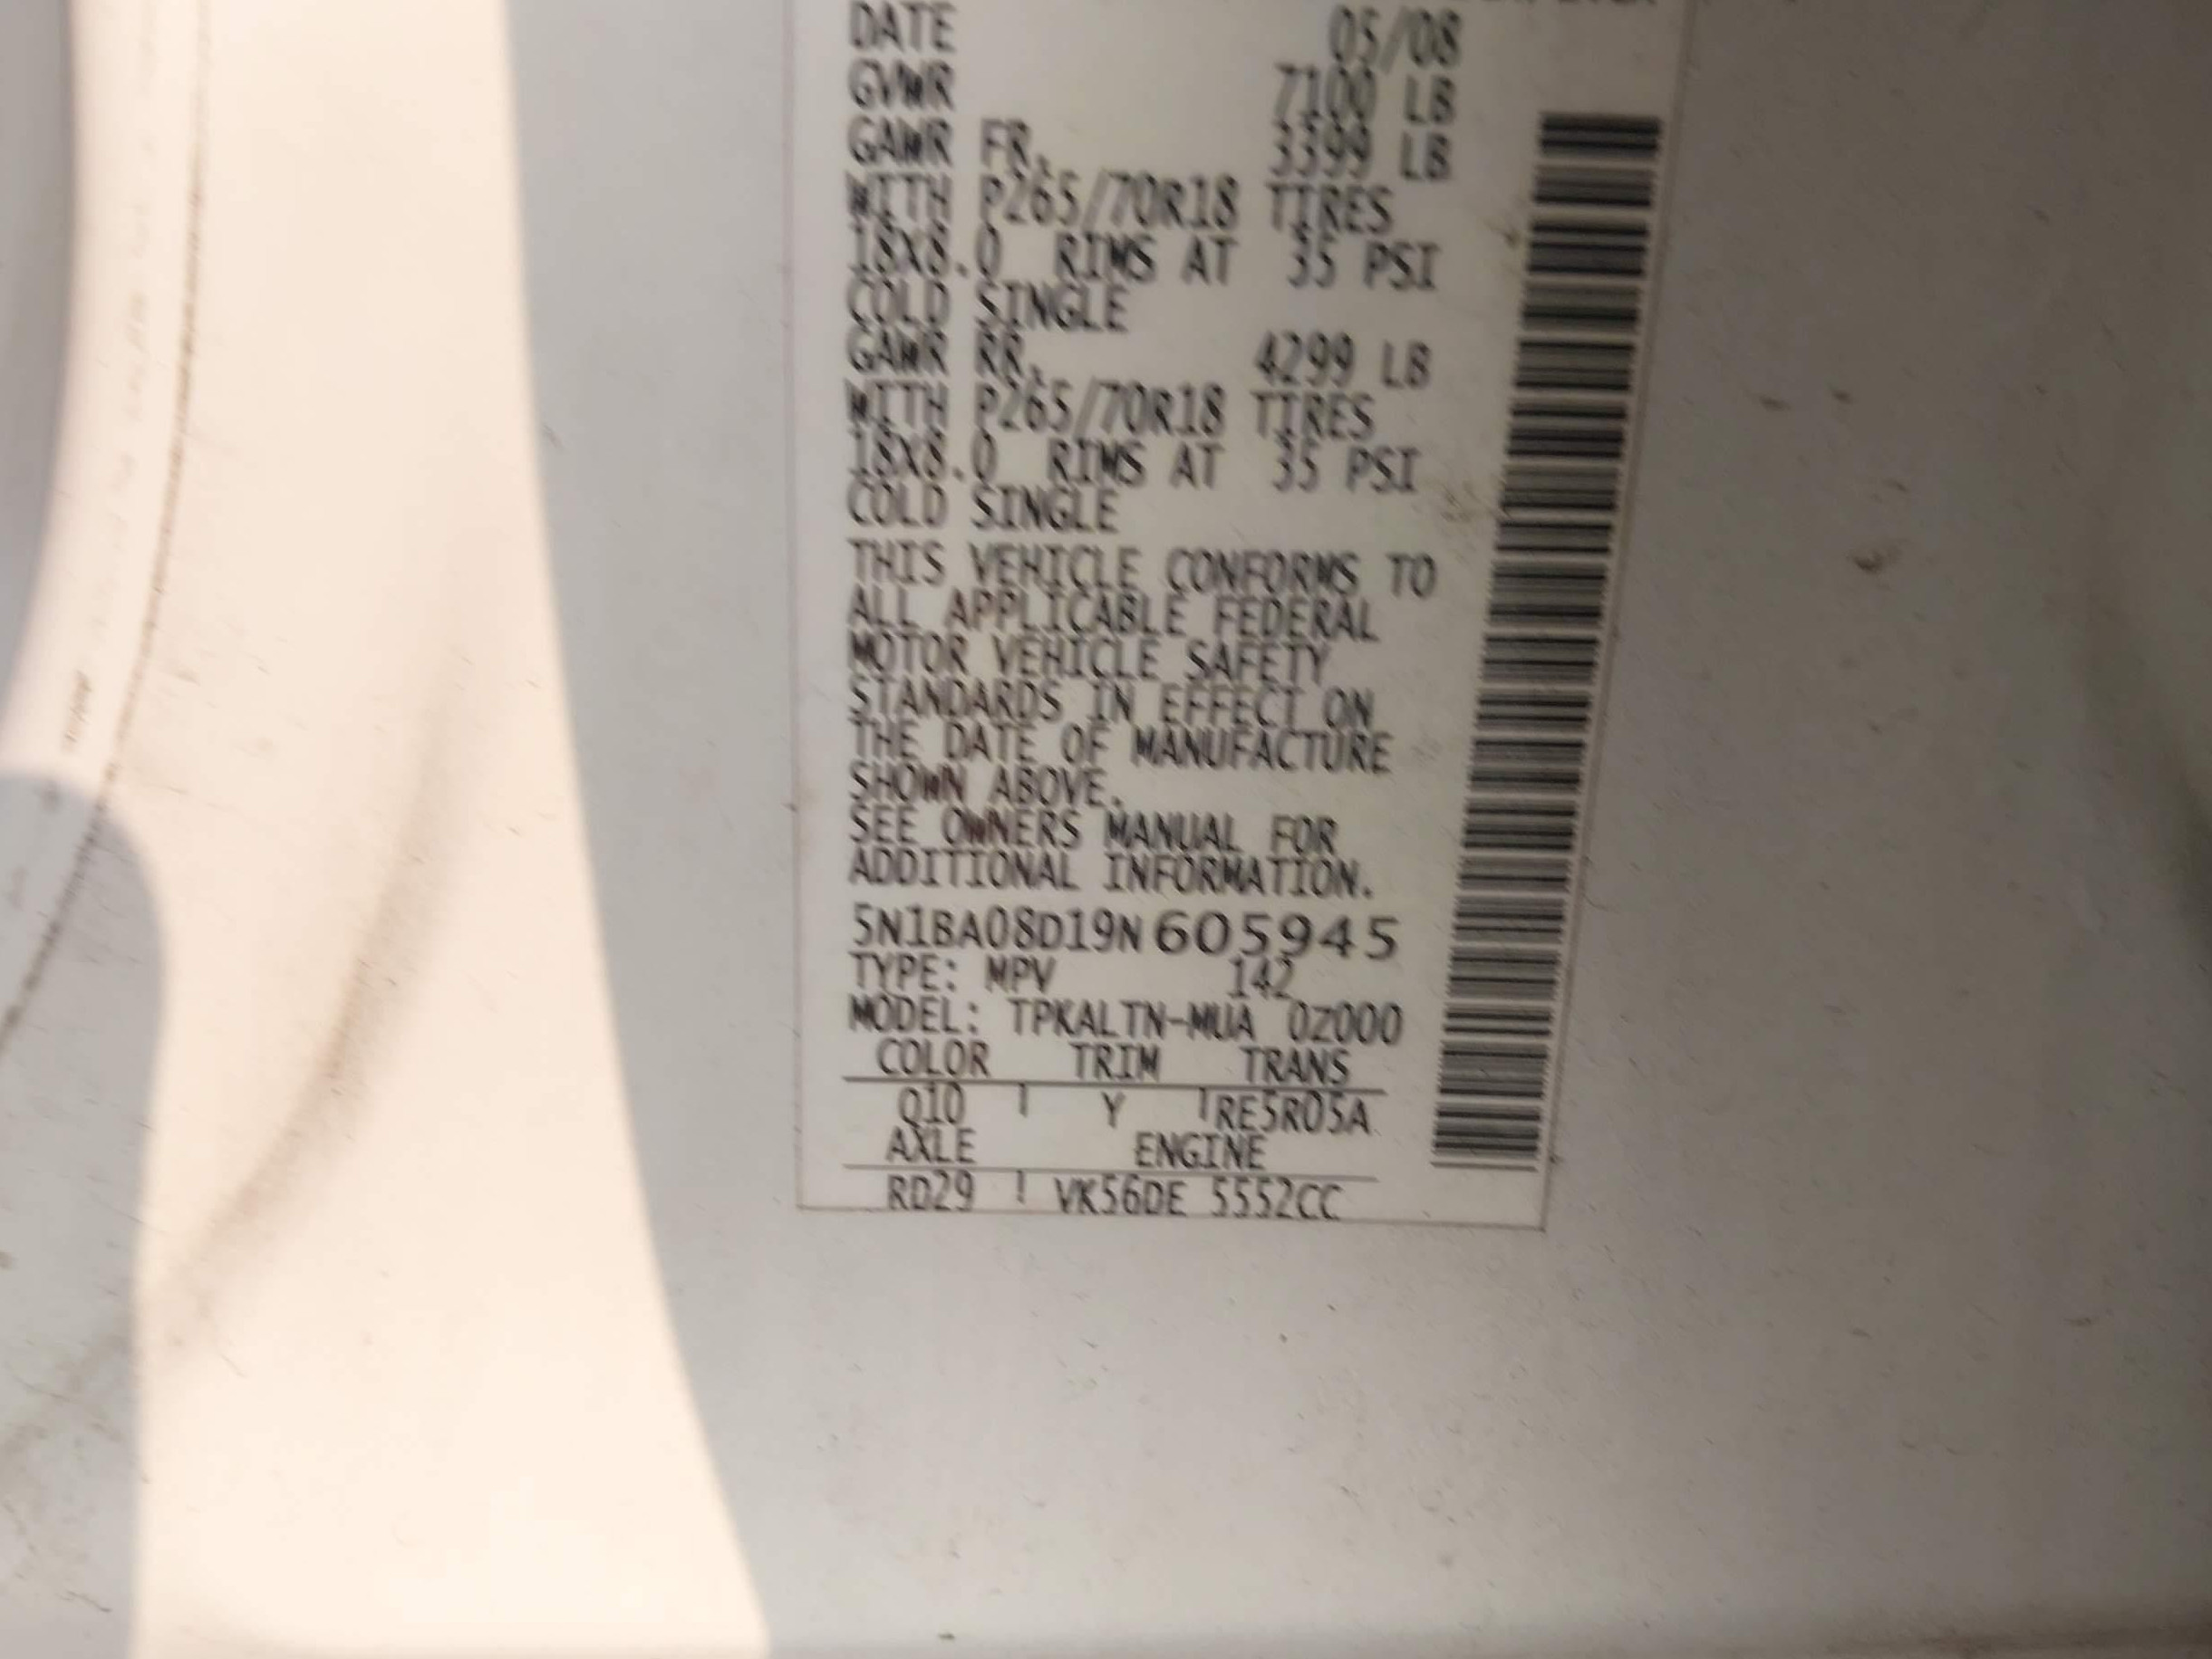 DATE 05/08
GVWR 7100 LB
GAWR FR. 3399 LB
WITH P265/70R18 TIRES
18X8.0 RIMS AT 35 PSI
COLD SINGLE
GAWR RR. 4299 LB
WITH P265/70R18 TIRES
18X8.0 RIMS AT 35 PSI
COLD SINGLE
THIS VEHICLE CONFORMS TO
ALL APPLICABLE FEDERAL
MOTOR VEHICLE SAFETY
STANDARDS IN EFFECT ON
THE DATE OF MANUFACTURE
SHOWN ABOVE.
SEE OWNERS MANUAL FOR
ADDITIONAL INFORMATION.
5N1BA08D19N 605945
TYPE: MPV 142
MODEL: TPKALTN-MUA 0Z000
COLOR TRIM TRANS
Q10 ! Y !RE5R05A
AXLE ENGINE
RD29 ! VK56DE 5552CC